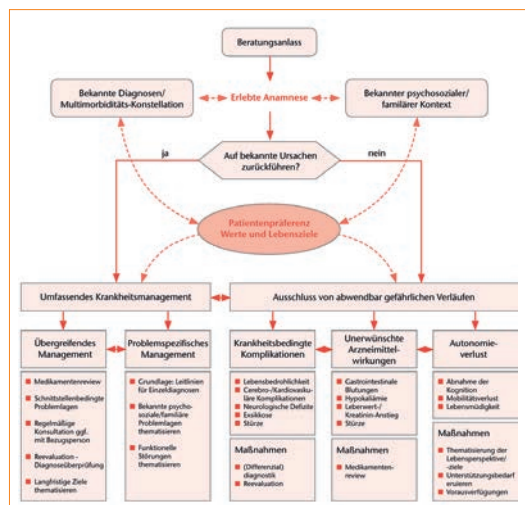 Beratungsanlass
Bekannte Diagnosen/
Multimorbiditäts-Konstellation
Erlebte Anamnese
Bekannter psychosozialer/
familärer Kontext
ja
Auf bekannte Ursachen
zurückführen?
nein
Patientenpräferenz
Werte und Lebensziele
Umfassendes Krankheitsmanagement
Ausschluss von abwendbar gefährlichen Verläufen
Übergreifendes
Management
Medikamentenreview
Schnittstellenbedingte
Problemlagen
Regelmäßige
Konsultation ggf.
mit Bezugsperson
Reevaluation -
Diagnoseüberprüfung
Langfristige Ziele
thematisieren
Problemspezifisches
Management
Grundlage: Leitlinien
für Einzeldiagnosen
Bekannte psycho-
soziale/familäre
Problemlagen
thematisieren
Funktionelle
Störungen
thematisieren
Krankheitsbedingte
Komplikationen
Lebensbedrohlichkeit
Cerebro-/Kardiovasku-
läre Komplikationen
Neurologische Defizite
Exsikkose
Stürze
Maßnahmen
(Differenzial)
diagnostik
Reevaluation
Unerwünschte
Arzneimittel-
wirkungen
Gastrointestinale
Blutungen
Hypokaliämie
Leberwert-/
Kreatinin-Anstieg
Stürze
Maßnahmen
Medikamenten-
review
Autonomie-
verlust
Abnahme der
Kognition
Mobilitätsverlust
Lebensmüdigkeit
Maßnahmen
Thematisierung der
Lebensperspektive/
-ziele
Unterstützungsbedarf
eruieren
Vorausverfügung